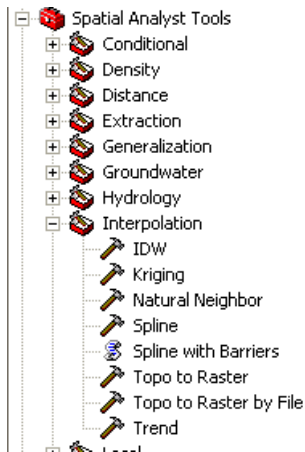 Spatial Analyst Tools
Conditional
Density
Distance
Extraction
Generalization
Groundwater
Hydrology
Interpolation
IDW
Kriging
Natural Neighbor
Spline
Spline with Barriers
Topo to Raster
Topo to Raster by File
Trend